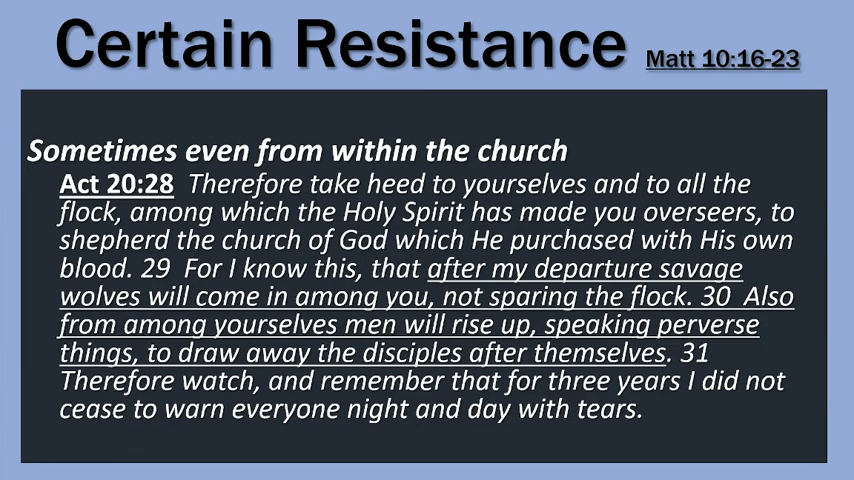 Certain Resistance Matt 10:16-23
Sometimes even from within the church
Act 20:28 Therefore take heed to yourselves and to all the
flock, among which the Holy Spirit has made you overseers, to
shepherd the church of God which He purchased with His own
blood. 29 For I know this, that after my departure savage
wolves will come in among you, not sparing the flock. 30 Also
from among yourselves men will rise up, speaking perverse
things, to draw away the disciples after themselves. 31
Therefore watch, and remember that for three years I did not
cease to warn everyone night and day with tears.